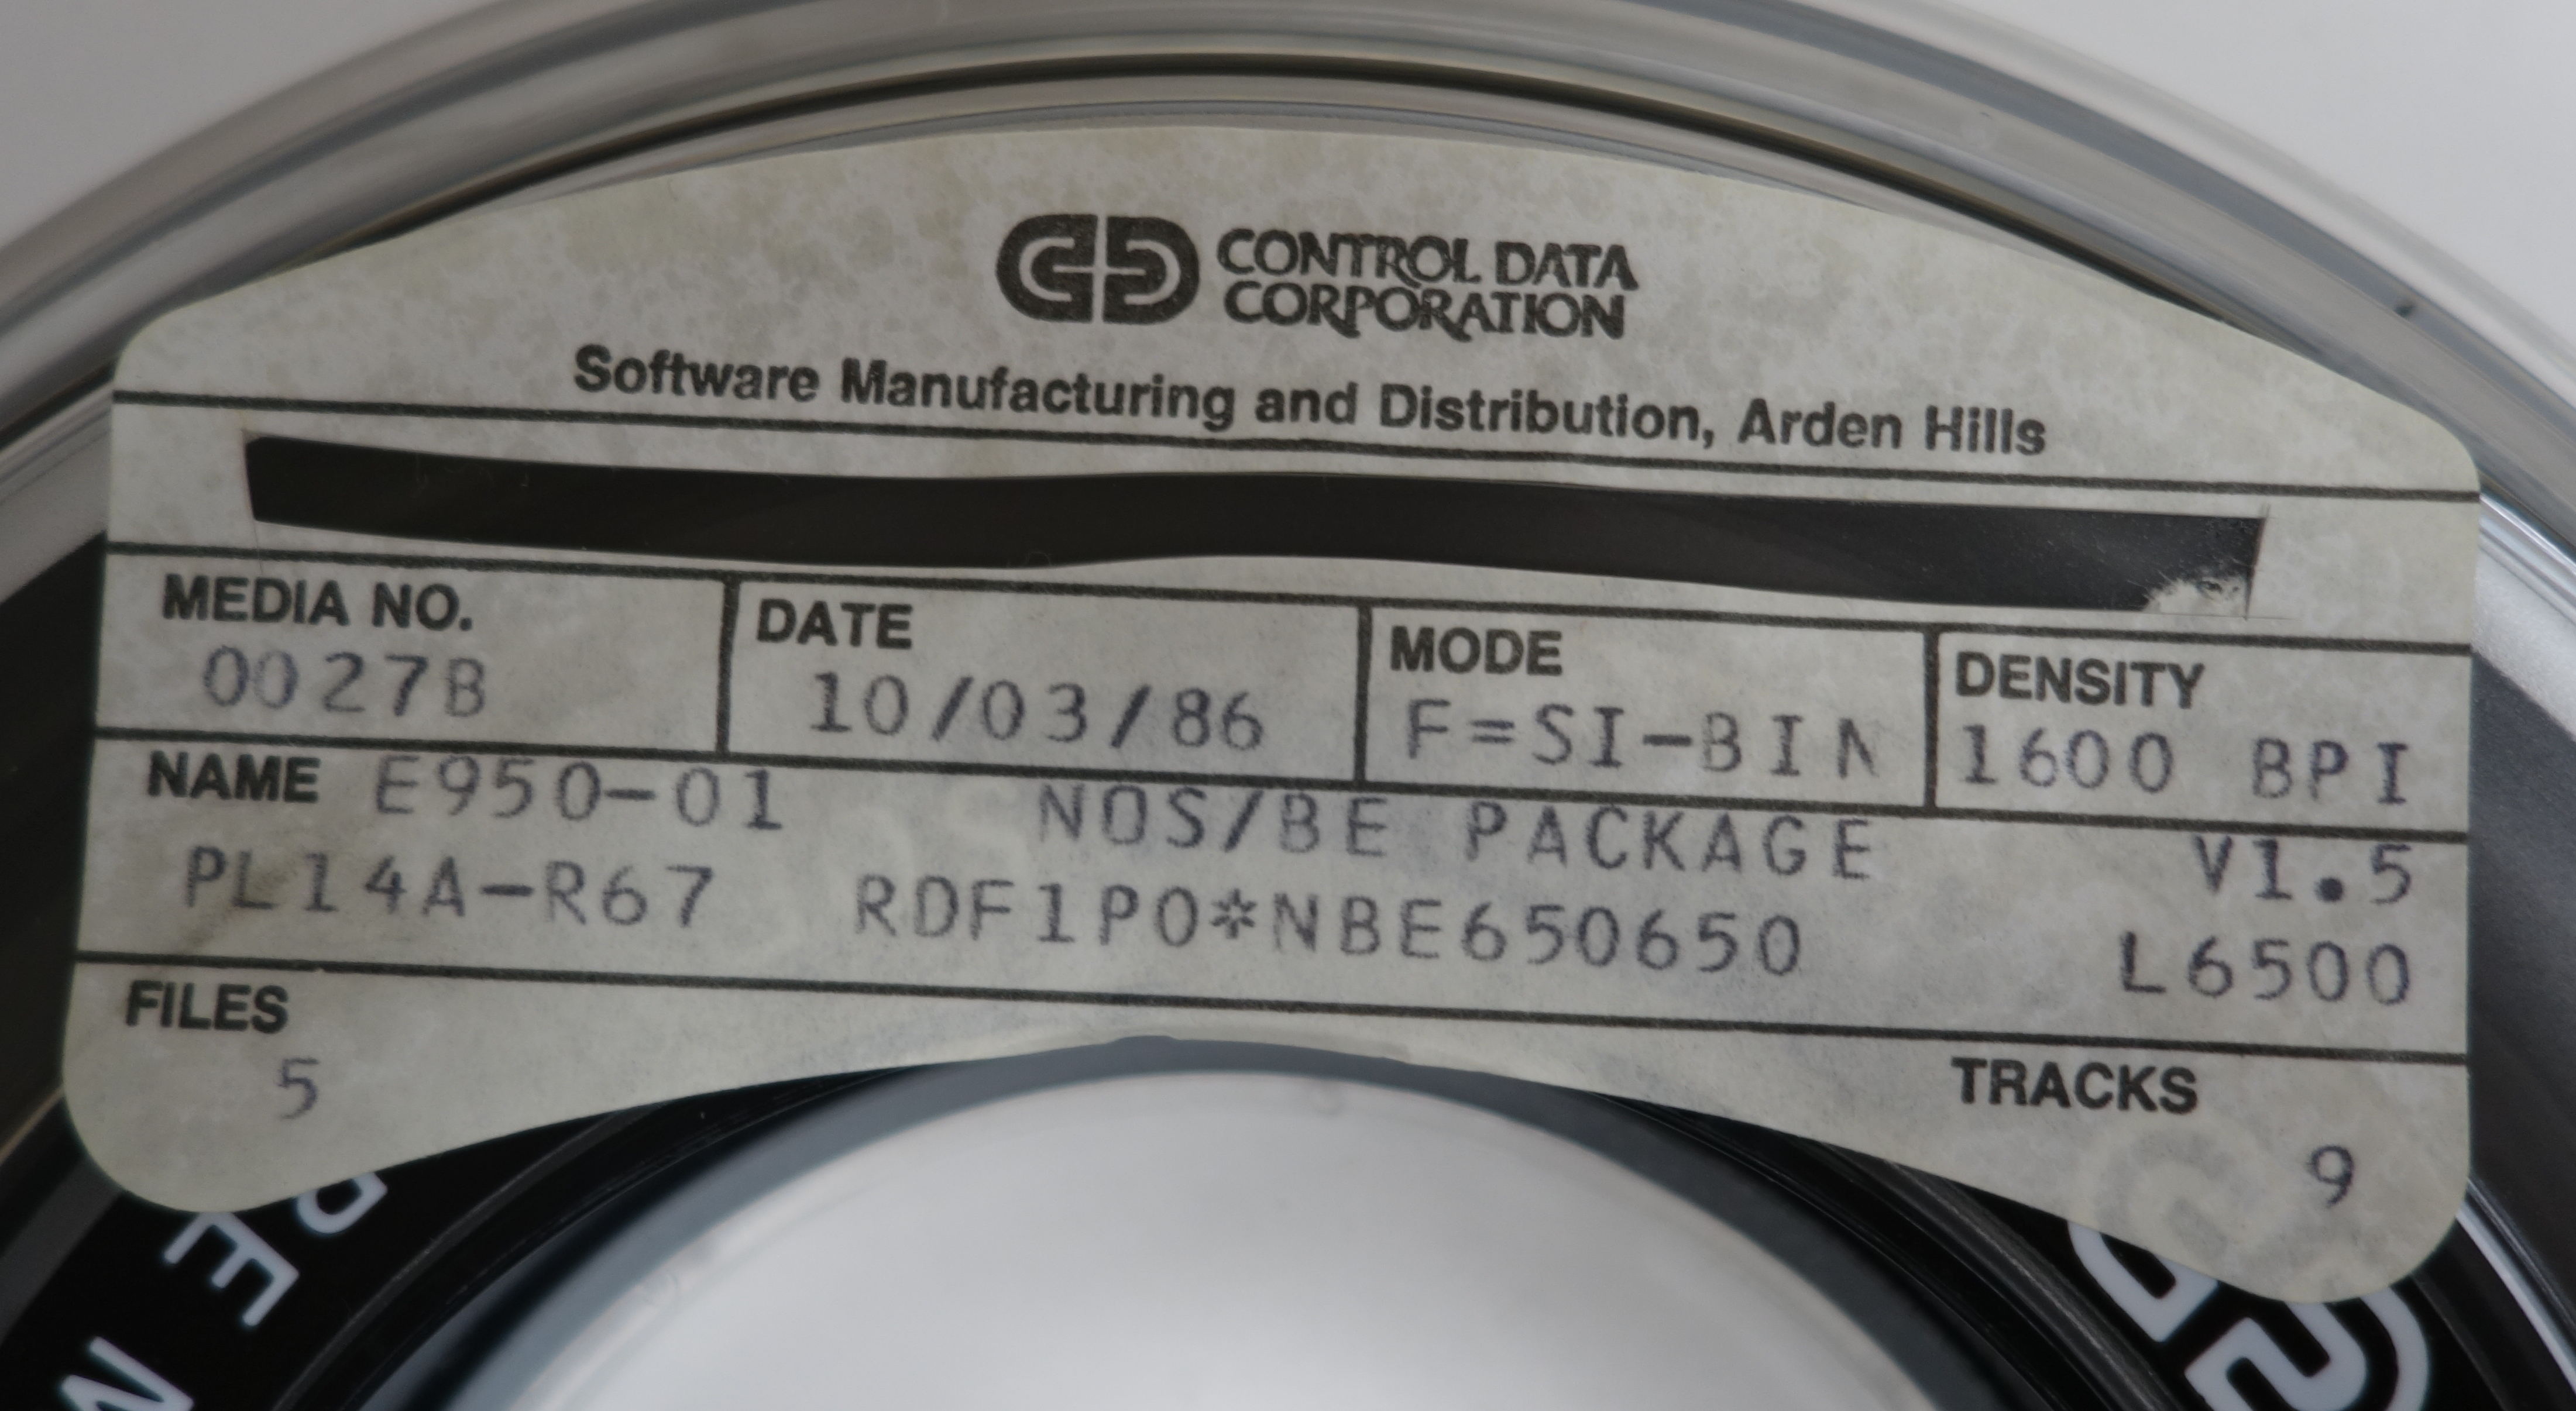 CONTROL DATA
CORPORATION
Software Manufacturing and Distribution, Arden Hills
MEDIA NO. DATE MODE DENSITY
0027B 10/03/86 F=SI-BIN 1600 BPI
NAME E950-01 NOS/BE PACKAGE V1.5
PL14A-R67 RDF1P0*NBE650650 L6500
FILES TRACKS
5 9